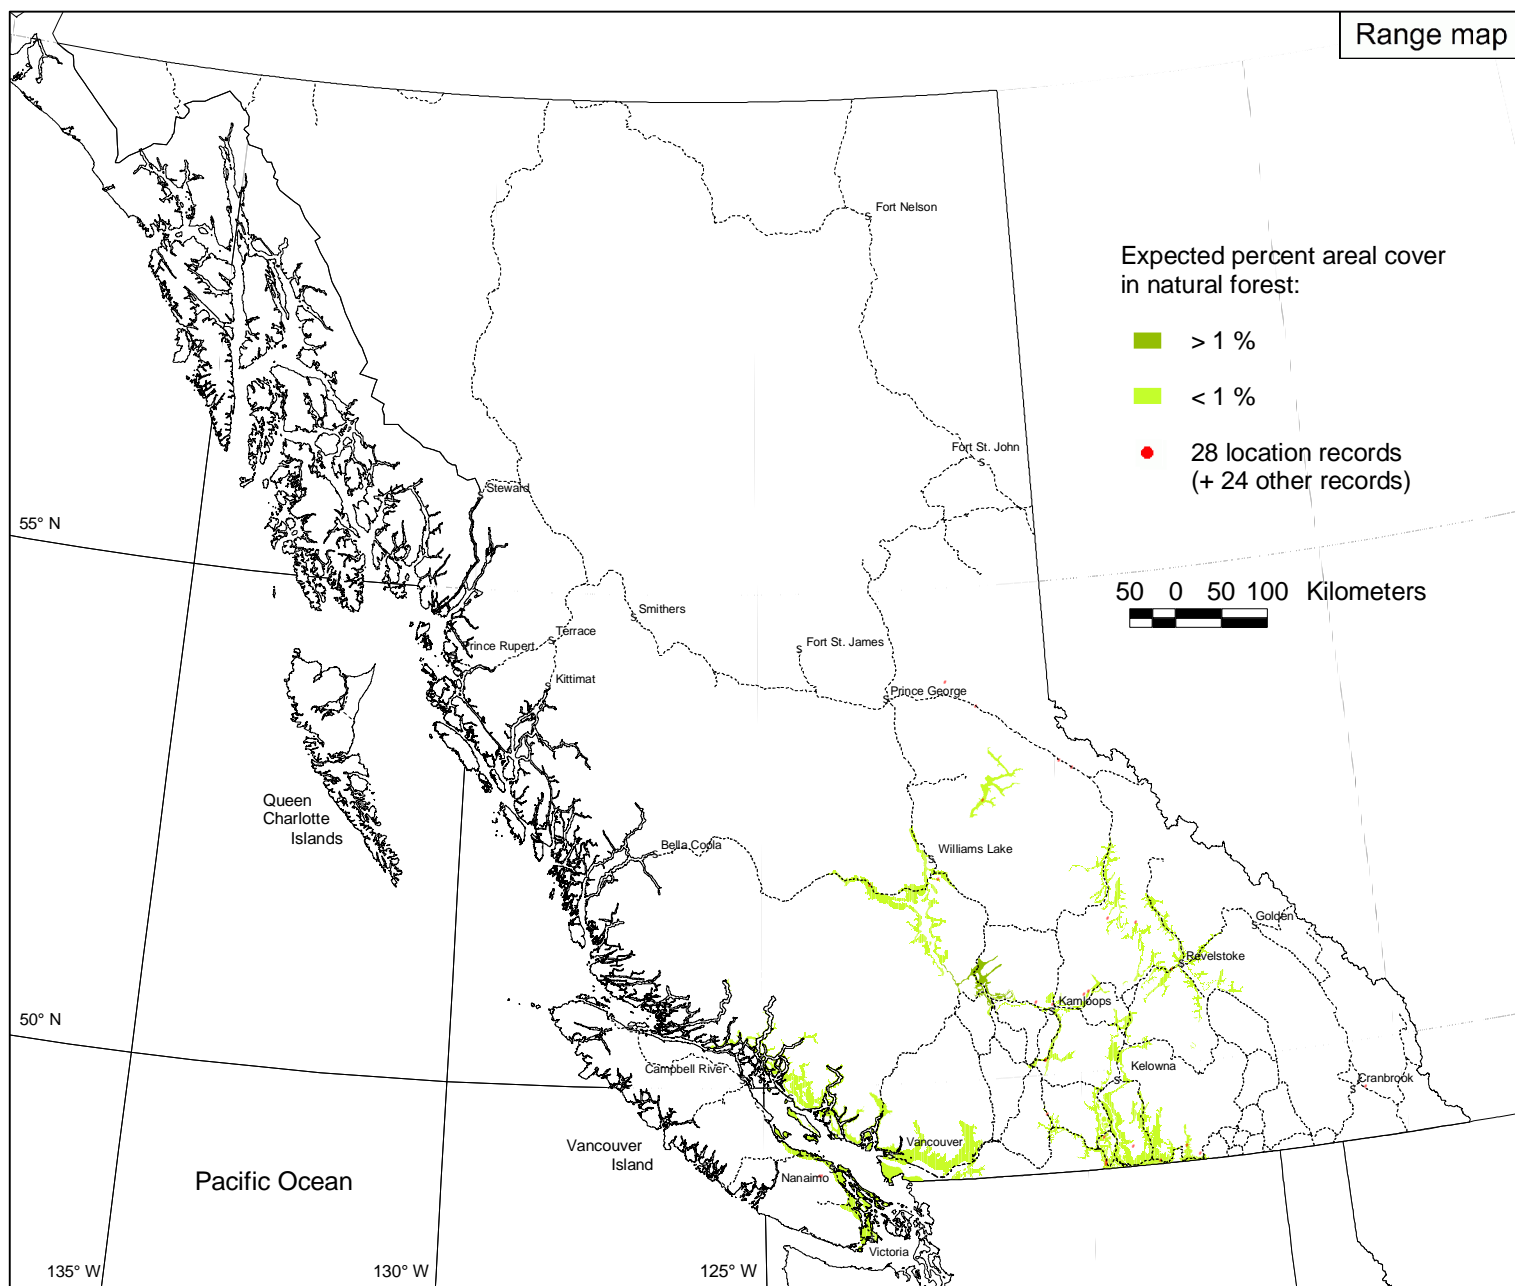 Range map
Fort Nelson
Expected percent areal cover
in natural forest:
> 1 %
< 1 %
28 location records
(+ 24 other records)
Fort St. John
Steward
55° N
50 0 50 100 Kilometers
Smithers
Terrace
Prince Rupert
Fort St. James
Kittimat
Prince George
Queen
Charlotte
Islands
Bella Coola
Williams Lake
Golden
Revelstoke
Kamloops
50° N
Campbell River
Kelowna
Cranbrook
Vancouver
Island
Vancouver
Nanaimo
Pacific Ocean
Victoria
135° W
130° W
125° W